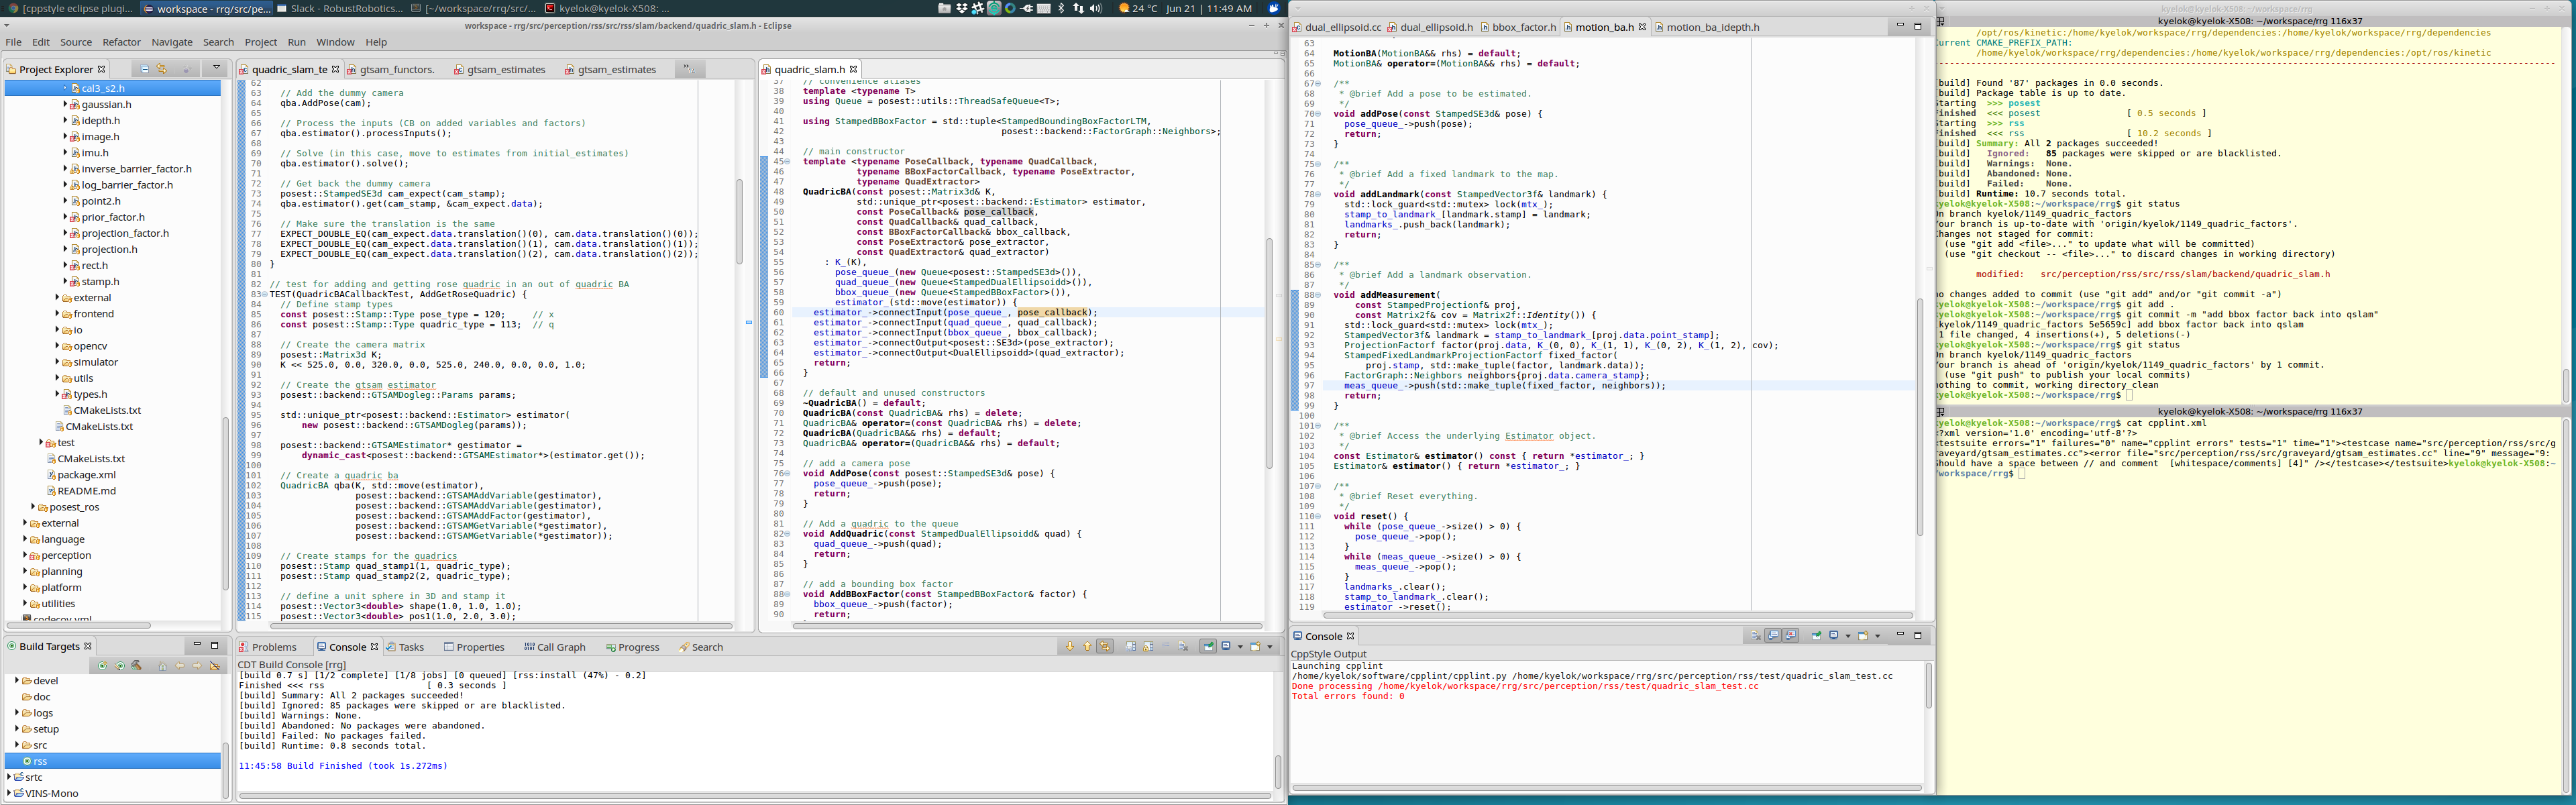 [cppstyle eclipse plugi...
workspace - rrg/src/pe...
Slack - RobustRobotics...
[~/workspace/rrg/src/...
kyelok@kyelok-X508: ...
24 °C
Jun 21 | 11:49 AM
workspace - rrg/src/perception/rss/src/rss/slam/backend/quadric_slam.h - Eclipse
File Edit Source Refactor Navigate Search Project Run Window Help
Project Explorer
cal3_s2.h
gaussian.h
idepth.h
image.h
imu.h
inverse_barrier_factor.h
log_barrier_factor.h
point2.h
prior_factor.h
projection_factor.h
projection.h
rect.h
stamp.h
external
frontend
io
opencv
simulator
utils
types.h
CMakeLists.txt
CMakeLists.txt
test
CMakeLists.txt
package.xml
README.md
posest_ros
external
language
perception
planning
platform
utilities
codecov.yml
Build Targets
devel
doc
logs
setup
src
rss
srtc
VINS-Mono
quadric_slam_te
gtsam_functors.
gtsam_estimates
gtsam_estimates
62
63 // Add the dummy camera
64 qba.AddPose(cam);
65
66 // Process the inputs (CB on added variables and factors)
67 qba.estimator().processInputs();
68
69 // Solve (in this case, move to estimates from initial_estimates)
70 qba.estimator().solve();
71
72 // Get back the dummy camera
73 posest::StampedSE3d cam_expect(cam_stamp);
74 qba.estimator().get(cam_stamp, &cam_expect.data);
75
76 // Make sure the translation is the same
77 EXPECT_DOUBLE_EQ(cam_expect.data.translation()(0), cam.data.translation()(0));
78 EXPECT_DOUBLE_EQ(cam_expect.data.translation()(1), cam.data.translation()(1));
79 EXPECT_DOUBLE_EQ(cam_expect.data.translation()(2), cam.data.translation()(2));
80 }
81
82 // test for adding and getting rose quadric in an out of quadric BA
83 TEST(QuadricBACallbackTest, AddGetRoseQuadric) {
84 // Define stamp types
85 const posest::Stamp::Type pose_type = 120; // x
86 const posest::Stamp::Type quadric_type = 113; // q
87
88 // Create the camera matrix
89 posest::Matrix3d K;
90 K << 525.0, 0.0, 320.0, 0.0, 525.0, 240.0, 0.0, 0.0, 1.0;
91
92 // Create the gtsam estimator
93 posest::backend::GTSAMDogleg::Params params;
94
95 std::unique_ptr<posest::backend::Estimator> estimator(
96 new posest::backend::GTSAMDogleg(params));
97
98 posest::backend::GTSAMEstimator* gestimator =
99 dynamic_cast<posest::backend::GTSAMEstimator*>(estimator.get());
100
101 // Create a quadric ba
102 QuadricBA qba(K, std::move(estimator),
103 posest::backend::GTSAMAddVariable(gestimator),
104 posest::backend::GTSAMAddVariable(gestimator),
105 posest::backend::GTSAMAddFactor(gestimator),
106 posest::backend::GTSAMGetVariable(*gestimator),
107 posest::backend::GTSAMGetVariable(*gestimator));
108
109 // Create stamps for the quadrics
110 posest::Stamp quad_stamp1(1, quadric_type);
111 posest::Stamp quad_stamp2(2, quadric_type);
112
113 // define a unit sphere in 3D and stamp it
114 posest::Vector3<double> shape(1.0, 1.0, 1.0);
115 posest::Vector3<double> pos1(1.0, 2.0, 3.0);
quadric_slam.h
37 // convenience aliases
38 template <typename T>
39 using Queue = posest::utils::ThreadSafeQueue<T>;
40
41 using StampedBBoxFactor = std::tuple<StampedBoundingBoxFactorLTM,
42 posest::backend::FactorGraph::Neighbors>;
43
44 // main constructor
45 template <typename PoseCallback, typename QuadCallback,
46 typename BBoxFactorCallback, typename PoseExtractor,
47 typename QuadExtractor>
48 QuadricBA(const posest::Matrix3d& K,
49 std::unique_ptr<posest::backend::Estimator> estimator,
50 const PoseCallback& pose_callback,
51 const QuadCallback& quad_callback,
52 const BBoxFactorCallback& bbox_callback,
53 const PoseExtractor& pose_extractor,
54 const QuadExtractor& quad_extractor)
55 : K_(K),
56 pose_queue_(new Queue<posest::StampedSE3d>()),
57 quad_queue_(new Queue<StampedDualEllipsoidd>()),
58 bbox_queue_(new Queue<StampedBBoxFactor>()),
59 estimator_(std::move(estimator)) {
60 estimator_->connectInput(pose_queue_, pose_callback);
61 estimator_->connectInput(quad_queue_, quad_callback);
62 estimator_->connectInput(bbox_queue_, bbox_callback);
63 estimator_->connectOutput<posest::SE3d>(pose_extractor);
64 estimator_->connectOutput<DualEllipsoidd>(quad_extractor);
65 return;
66 }
67
68 // default and unused constructors
69 ~QuadricBA() = default;
70 QuadricBA(const QuadricBA& rhs) = delete;
71 QuadricBA& operator=(const QuadricBA& rhs) = delete;
72 QuadricBA(QuadricBA&& rhs) = default;
73 QuadricBA& operator=(QuadricBA&& rhs) = default;
74
75 // add a camera pose
76 void AddPose(const posest::StampedSE3d& pose) {
77 pose_queue_->push(pose);
78 return;
79 }
80
81 // Add a quadric to the queue
82 void AddQuadric(const StampedDualEllipsoidd& quad) {
83 quad_queue_->push(quad);
84 return;
85 }
86
87 // add a bounding box factor
88 void AddBBoxFactor(const StampedBBoxFactor& factor) {
89 bbox_queue_->push(factor);
90 return;
Problems Console Tasks Properties Call Graph Progress Search
CDT Build Console [rrg]
[build 0.7 s] [1/2 complete] [1/8 jobs] [0 queued] [rss:install (47%) - 0.2]
Finished <<< rss [ 0.3 seconds ]
[build] Summary: All 2 packages succeeded!
[build] Ignored: 85 packages were skipped or are blacklisted.
[build] Warnings: None.
[build] Abandoned: No packages were abandoned.
[build] Failed: No packages failed.
[build] Runtime: 0.8 seconds total.
11:45:58 Build Finished (took 1s.272ms)
dual_ellipsoid.cc
dual_ellipsoid.h
bbox_factor.h
motion_ba.h
motion_ba_idepth.h
63
64 MotionBA(MotionBA&& rhs) = default;
65 MotionBA& operator=(MotionBA&& rhs) = default;
66
67 /**
68 * @brief Add a pose to be estimated.
69 */
70 void addPose(const StampedSE3d& pose) {
71 pose_queue_->push(pose);
72 return;
73 }
74
75 /**
76 * @brief Add a fixed landmark to the map.
77 */
78 void addLandmark(const StampedVector3f& landmark) {
79 std::lock_guard<std::mutex> lock(mtx_);
80 stamp_to_landmark_[landmark.stamp] = landmark;
81 landmarks_.push_back(landmark);
82 return;
83 }
84
85 /**
86 * @brief Add a landmark observation.
87 */
88 void addMeasurement(
89 const StampedProjectionf& proj,
90 const Matrix2f& cov = Matrix2f::Identity()) {
91 std::lock_guard<std::mutex> lock(mtx_);
92 StampedVector3f& landmark = stamp_to_landmark_[proj.data.point_stamp];
93 ProjectionFactorf factor(proj.data, K_(0, 0), K_(1, 1), K_(0, 2), K_(1, 2), cov);
94 StampedFixedLandmarkProjectionFactorf fixed_factor(
95 proj.stamp, std::make_tuple(factor, landmark.data));
96 FactorGraph::Neighbors neighbors{proj.data.camera_stamp};
97 meas_queue_->push(std::make_tuple(fixed_factor, neighbors));
98 return;
99 }
100
101 /**
102 * @brief Access the underlying Estimator object.
103 */
104 const Estimator& estimator() const { return *estimator_; }
105 Estimator& estimator() { return *estimator_; }
106
107 /**
108 * @brief Reset everything.
109 */
110 void reset() {
111 while (pose_queue_->size() > 0) {
112 pose_queue_->pop();
113 }
114 while (meas_queue_->size() > 0) {
115 meas_queue_->pop();
116 }
117 landmarks_.clear();
118 stamp_to_landmark_.clear();
119 estimator_->reset();
Console
CppStyle Output
Launching cpplint
/home/kyelok/software/cpplint/cpplint.py /home/kyelok/workspace/rrg/src/perception/rss/test/quadric_slam_test.cc
Done processing /home/kyelok/workspace/rrg/src/perception/rss/test/quadric_slam_test.cc
Total errors found: 0
kyelok@kyelok-X508: ~/workspace/rrg
kyelok@kyelok-X508: ~/workspace/rrg 116x37
/opt/ros/kinetic:/home/kyelok/workspace/rrg/dependencies:/home/kyelok/workspace/rrg/dependencies
Current CMAKE_PREFIX_PATH:
/home/kyelok/workspace/rrg/dependencies:/home/kyelok/workspace/rrg/dependencies:/opt/ros/kinetic
[build] Found '87' packages in 0.0 seconds.
[build] Package table is up to date.
Starting >>> posest
Finished <<< posest [ 0.5 seconds ]
Starting >>> rss
Finished <<< rss [ 10.2 seconds ]
[build] Summary: All 2 packages succeeded!
[build] Ignored: 85 packages were skipped or are blacklisted.
[build] Warnings: None.
[build] Abandoned: None.
[build] Failed: None.
[build] Runtime: 10.7 seconds total.
kyelok@kyelok-X508:~/workspace/rrg$ git status
On branch kyelok/1149_quadric_factors
Your branch is up-to-date with 'origin/kyelok/1149_quadric_factors'.
Changes not staged for commit:
(use "git add <file>..." to update what will be committed)
(use "git checkout -- <file>..." to discard changes in working directory)
modified: src/perception/rss/src/rss/slam/backend/quadric_slam.h
no changes added to commit (use "git add" and/or "git commit -a")
kyelok@kyelok-X508:~/workspace/rrg$ git add .
kyelok@kyelok-X508:~/workspace/rrg$ git commit -m "add bbox factor back into qslam"
[kyelok/1149_quadric_factors 5e5659c] add bbox factor back into qslam
1 file changed, 4 insertions(+), 5 deletions(-)
kyelok@kyelok-X508:~/workspace/rrg$ git status
On branch kyelok/1149_quadric_factors
Your branch is ahead of 'origin/kyelok/1149_quadric_factors' by 1 commit.
(use "git push" to publish your local commits)
nothing to commit, working directory clean
kyelok@kyelok-X508:~/workspace/rrg$
kyelok@kyelok-X508: ~/workspace/rrg 116x37
kyelok@kyelok-X508:~/workspace/rrg$ cat cpplint.xml
<?xml version='1.0' encoding='utf-8'?>
<testsuite errors="1" failures="0" name="cpplint errors" tests="1" time="1"><testcase name="src/perception/rss/src/g
raveyard/gtsam_estimates.cc"><error file="src/perception/rss/src/graveyard/gtsam_estimates.cc" line="9" message="9:
Should have a space between // and comment [whitespace/comments] [4]" /></testcase></testsuite>kyelok@kyelok-X508:~
/workspace/rrg$